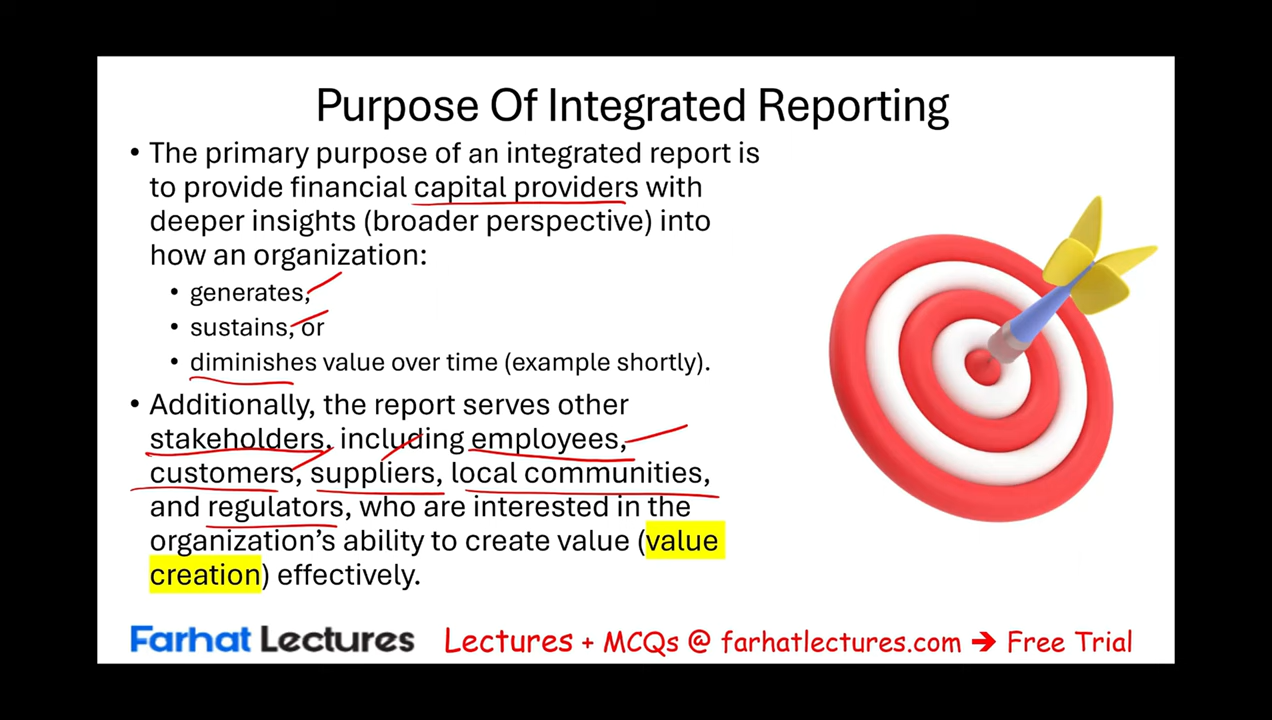 Purpose Of Integrated Reporting
• The primary purpose of an integrated report is
to provide financial capital providers with
deeper insights (broader perspective) into
how an organization:
• generates,
• sustains, or
• diminishes value over time (example shortly).
• Additionally, the report serves other
stakeholders, including employees,
customers, suppliers, local communities,
and regulators, who are interested in the
organization's ability to create value (value
creation) effectively.
Farhat Lectures Lectures + MCQs @ farhatlectures.com → Free Trial